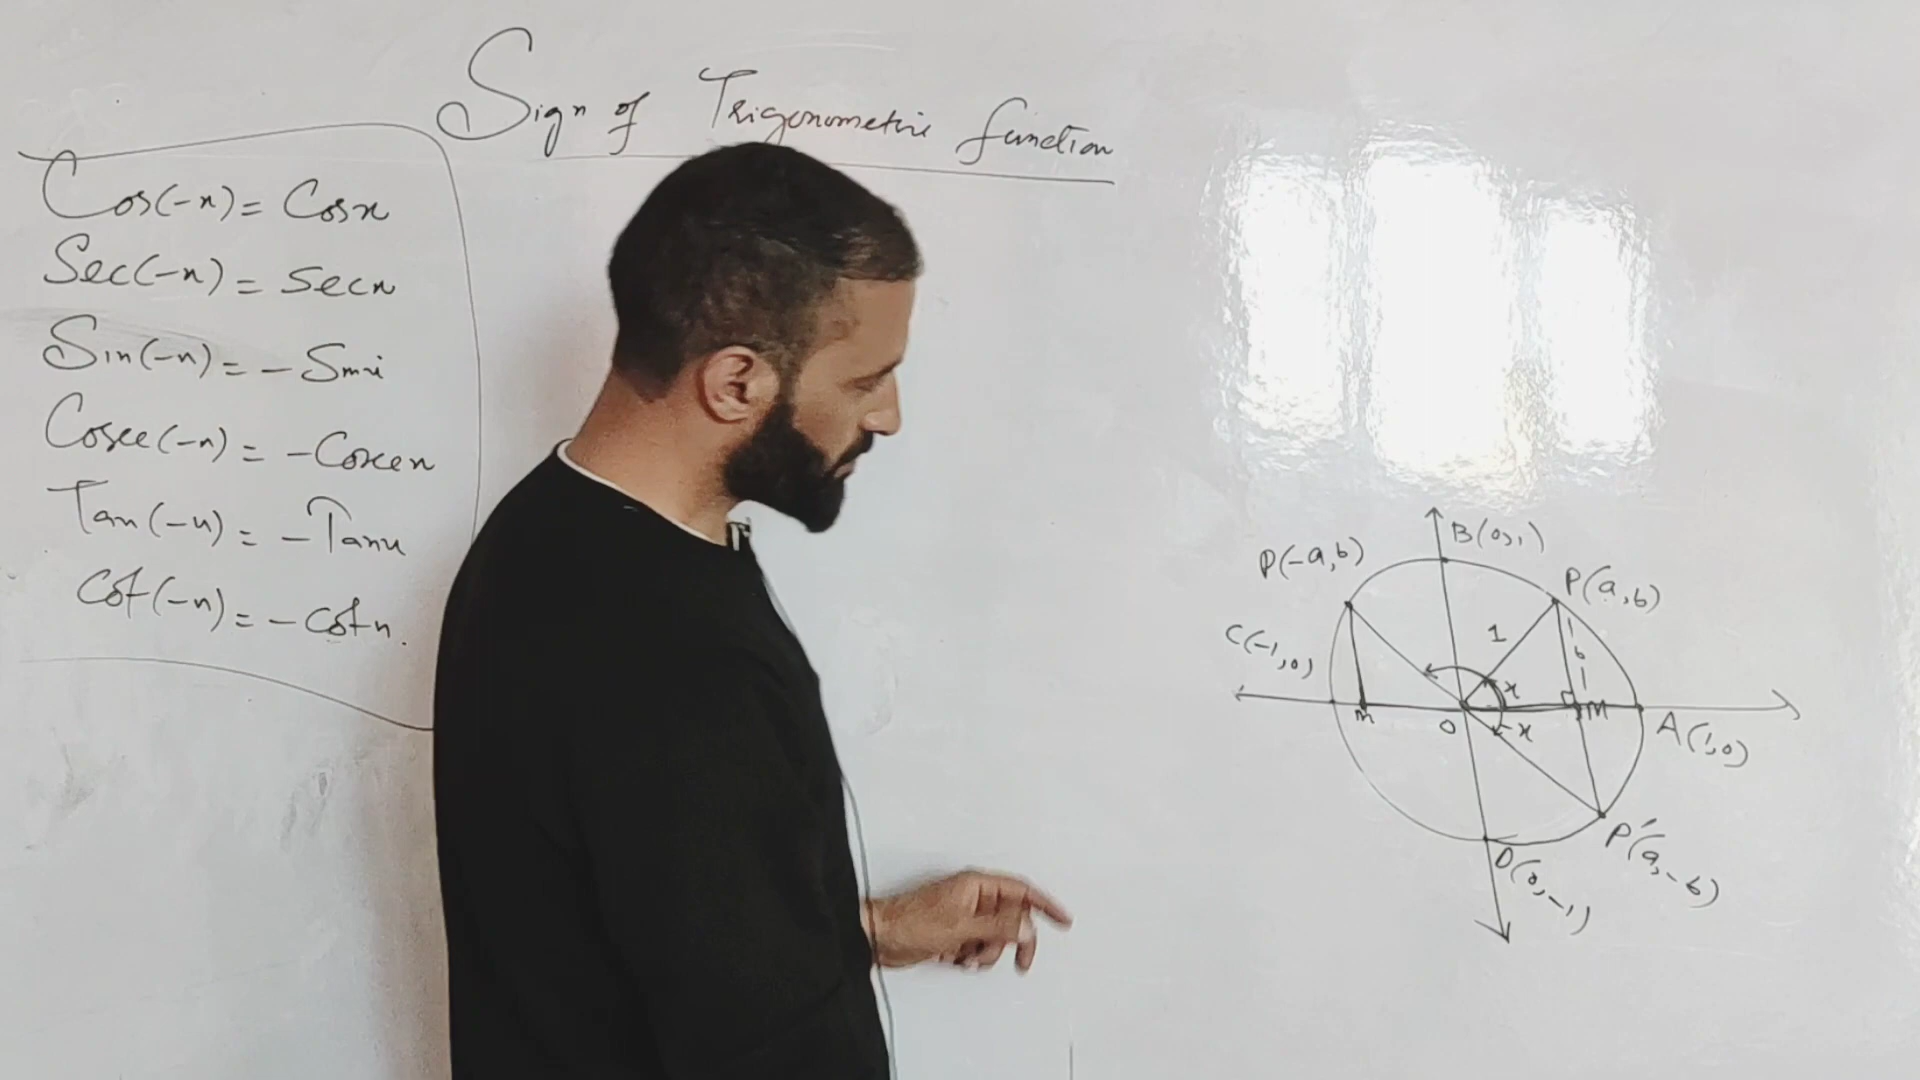 Sign of Trigonometric function
Cos(-x) = Cosx
Sec(-x) = Secx
Sin(-x) = -Sinx
Cosec(-x) = -Cosecx
Tan(-x) = -Tanx
Cot(-x) = -Cotx.
B(0,1)
P(-a,b)
P(a,b)
C(-1,0)
1
b
x
M
O
-x
M
A(1,0)
P'(a,-b)
D(0,-1)